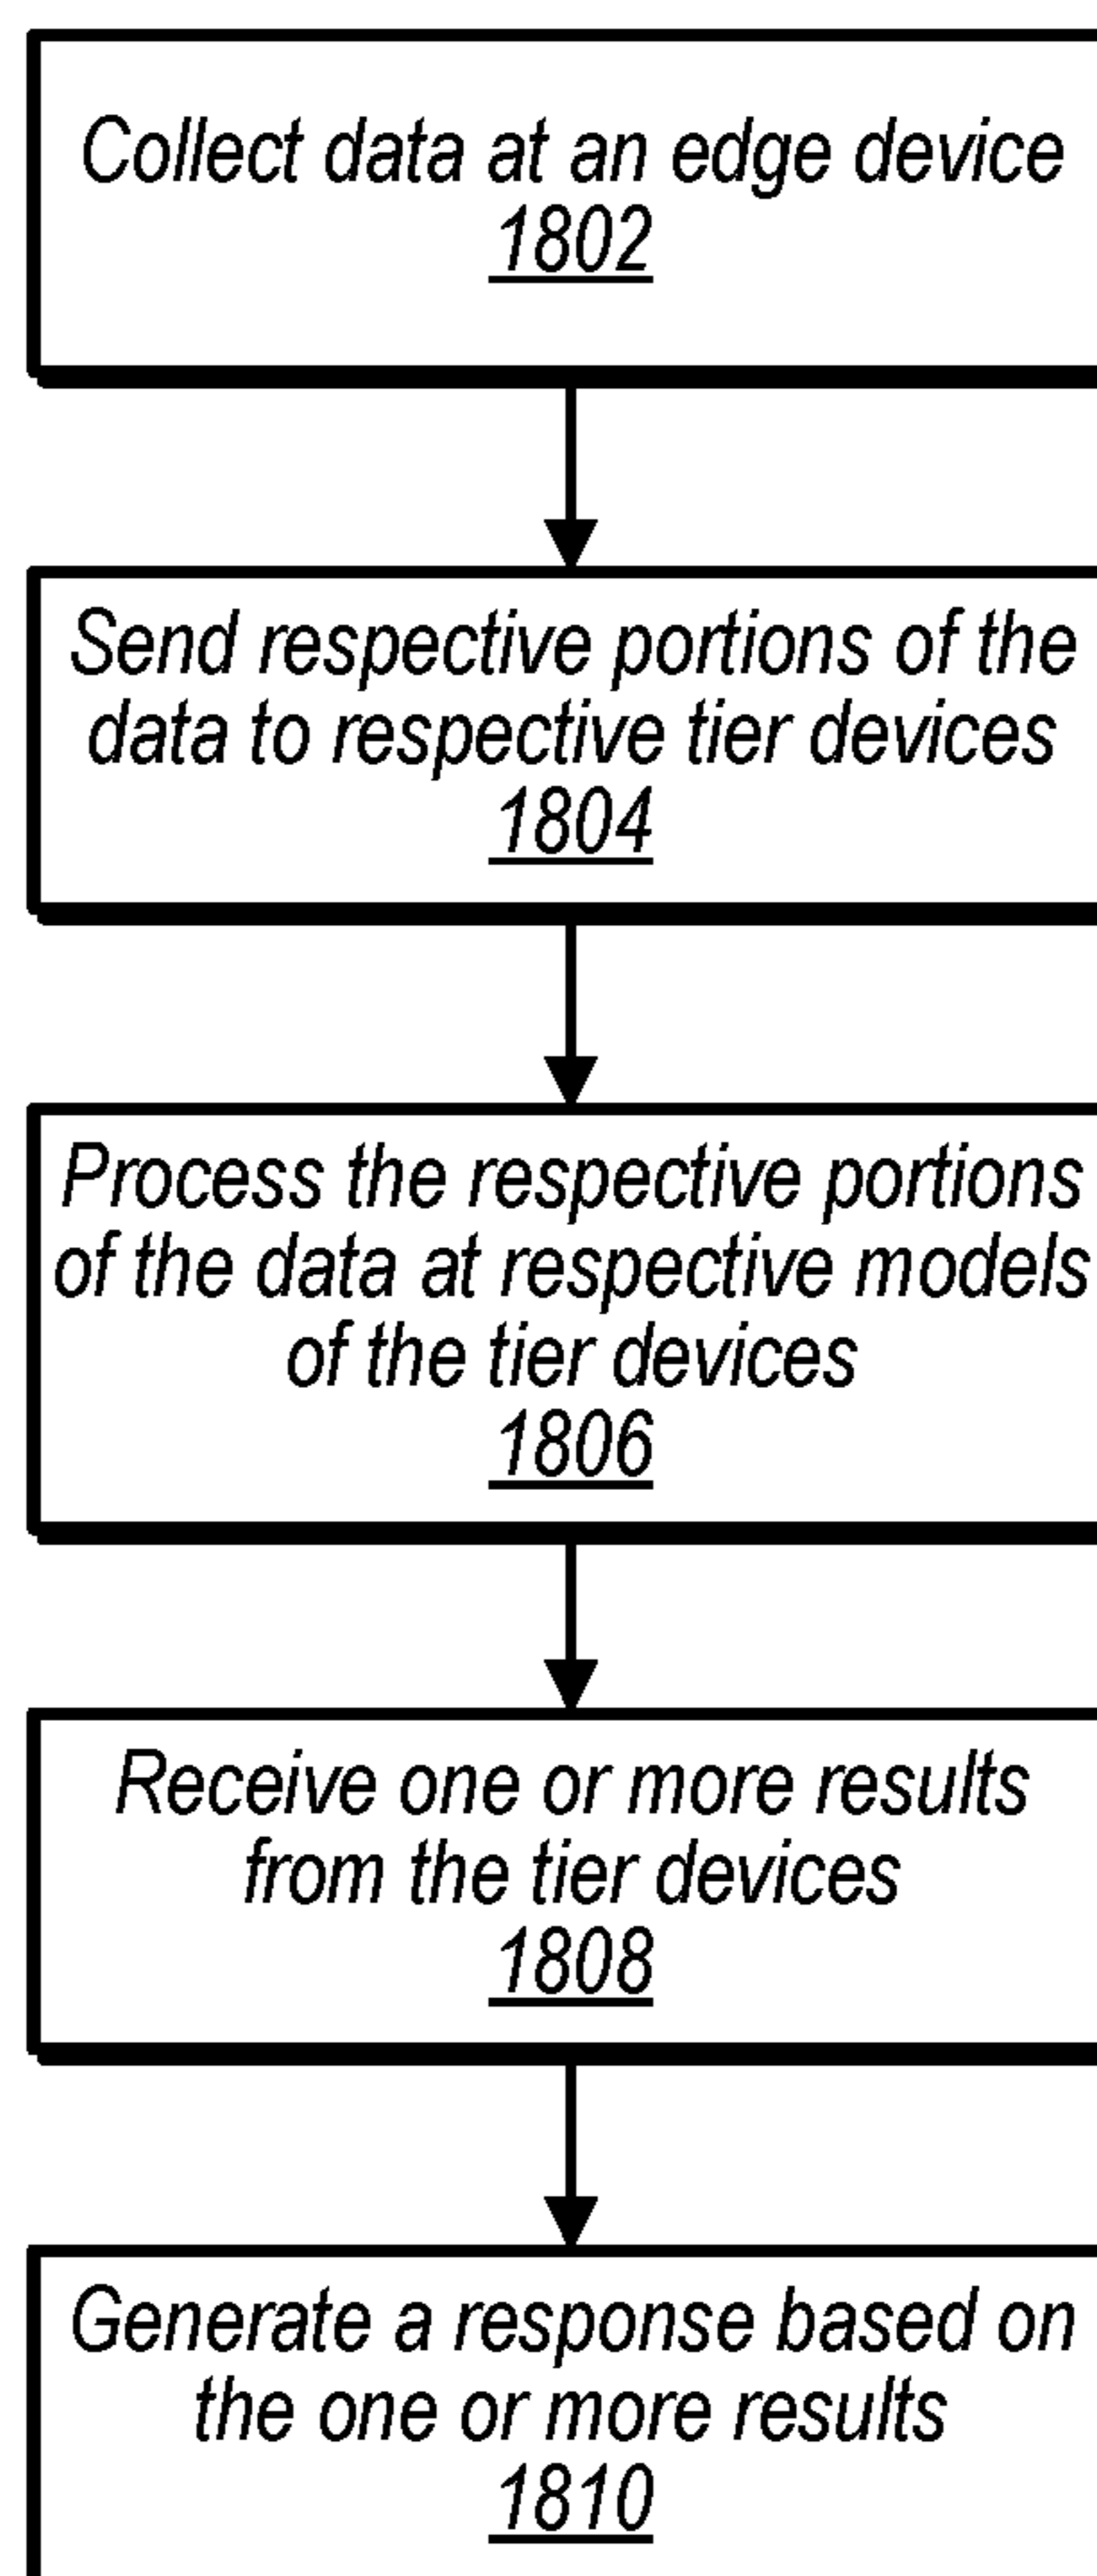 Collect data at an edge device
1802
Send respective portions of the
data to respective tier devices
1804
Process the respective portions
of the data at respective models
of the tier devices
1806
Receive one or more results
from the tier devices
1808
Generate a response based on
the one or more results
1810